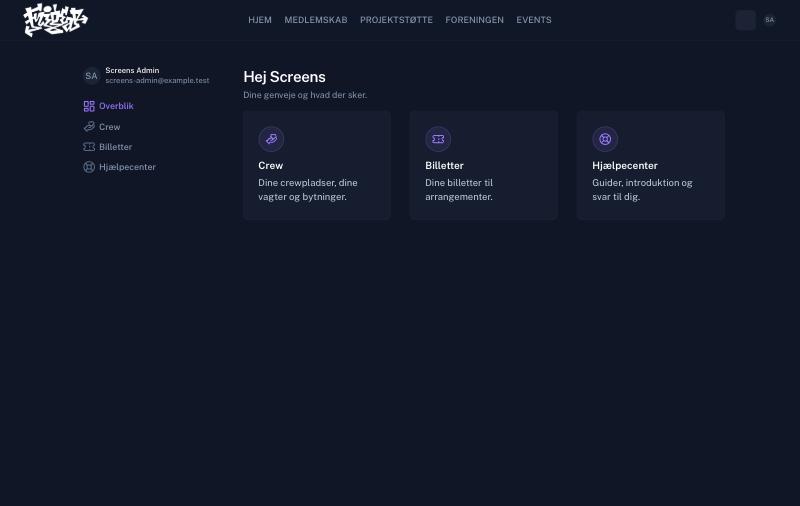 HJEM MEDLEMSKAB PROJEKTSTØTTE FORENINGEN EVENTS
SA
SA
Screens Admin
screens-admin@example.test
Overblik
Crew
Billetter
Hjælpecenter
Hej Screens
Dine genveje og hvad der sker.
Crew
Dine crewpladser, dine
vagter og bytninger.
Billetter
Dine billetter til
arrangementer.
Hjælpecenter
Guider, introduktion og
svar til dig.